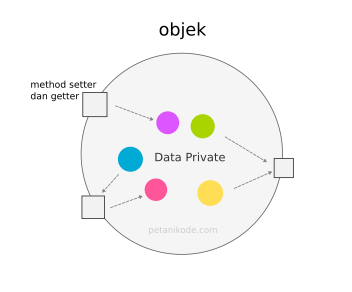 objek
method setter
dan getter
Data Private
petanikode.com